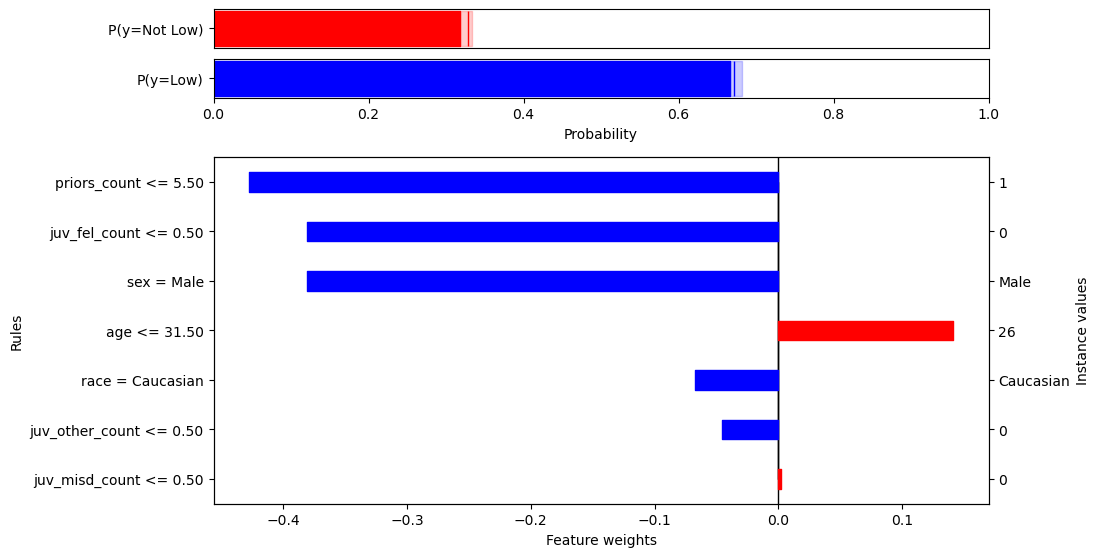 P(y=Not Low)
P(y=Low)
0.0 0.2 0.4 0.6 0.8 1.0
Probability
priors_count <= 5.50 1
juv_fel_count <= 0.50 0
sex = Male Male
age <= 31.50 26
race = Caucasian Caucasian
juv_other_count <= 0.50 0
juv_misd_count <= 0.50 0
Rules
Instance values
−0.4 −0.3 −0.2 −0.1 0.0 0.1
Feature weights